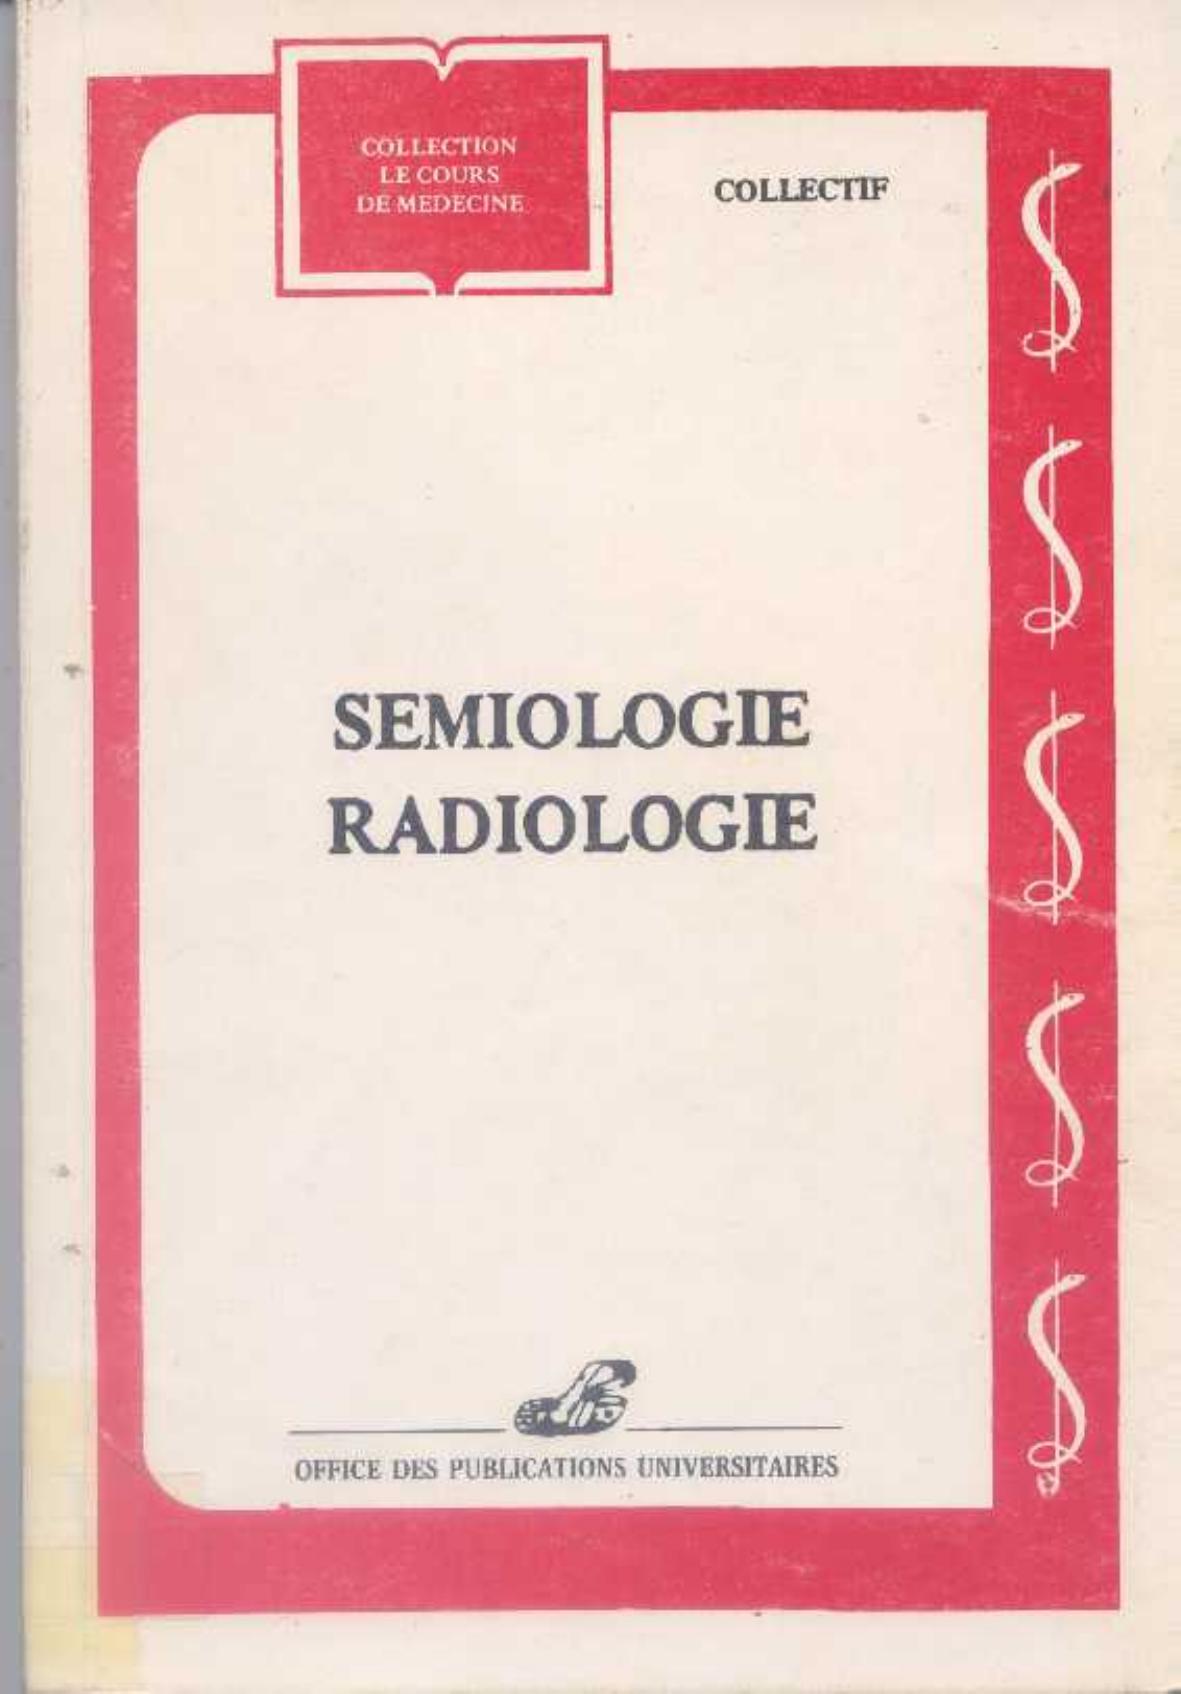 COLLECTION
LE COURS
DE MEDECINE
COLLECTIF
SEMIOLOGIE
RADIOLOGIE
OFFICE DES PUBLICATIONS UNIVERSITAIRES